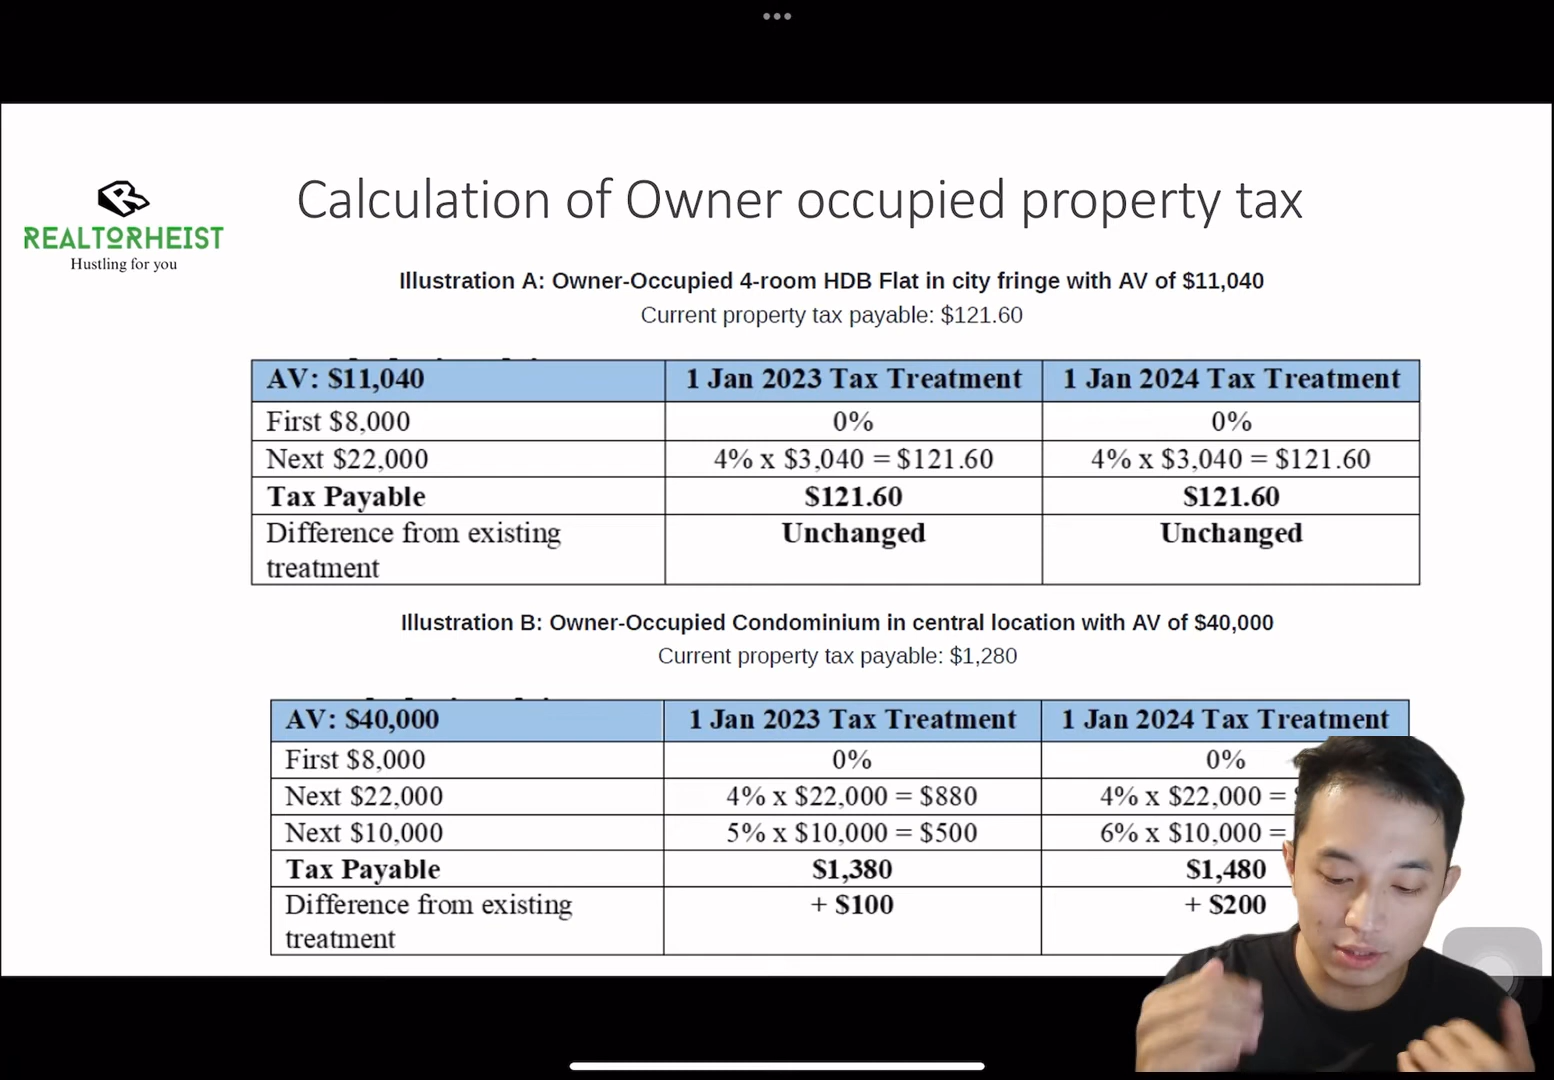 REALTORHEIST
Hustling for you
Calculation of Owner occupied property tax
Illustration A: Owner-Occupied 4-room HDB Flat in city fringe with AV of $11,040
Current property tax payable: $121.60
AV: $11,040 1 Jan 2023 Tax Treatment 1 Jan 2024 Tax Treatment
First $8,000 0% 0%
Next $22,000 4% x $3,040 = $121.60 4% x $3,040 = $121.60
Tax Payable $121.60 $121.60
Difference from existing Unchanged Unchanged
treatment
Illustration B: Owner-Occupied Condominium in central location with AV of $40,000
Current property tax payable: $1,280
AV: $40,000 1 Jan 2023 Tax Treatment 1 Jan 2024 Tax Treatment
First $8,000 0% 0%
Next $22,000 4% x $22,000 = $880 4% x $22,000 =
Next $10,000 5% x $10,000 = $500 6% x $10,000 =
Tax Payable $1,380 $1,480
Difference from existing + $100 + $200
treatment